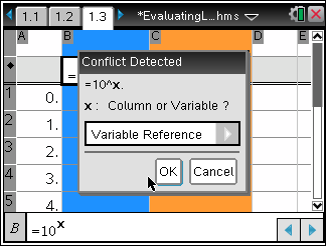 1.1 1.2 1.3 *EvaluatingL...hms
A B C D
◆ =
Conflict Detected
=10^x.
x : Column or Variable ?
Variable Reference
OK Cancel
1 0.
2 1.
3 2.
4 3.
5 4.
B =10^x